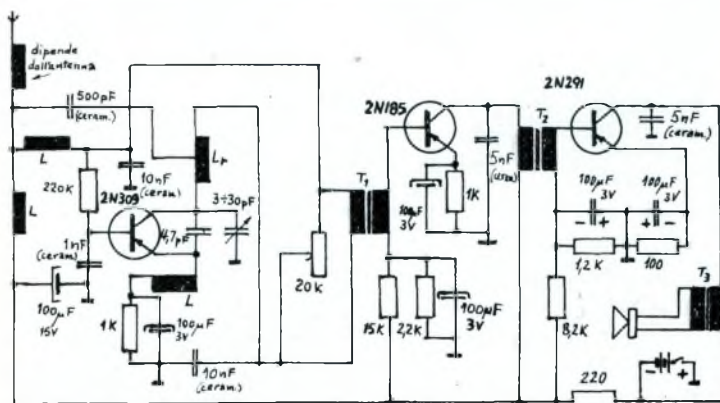 dipende
dall'antenna
500pF
(ceram.)
L
220K
10nF
(ceram)
2N309
Lp
3÷30pF
4,7pF
L
1nF
(ceram)
100µF
15V
L
1K
100µF
3V
10nF
(ceram.)
20K
T1
2N185
5nF
(ceram)
100µF
3V
1K
15K
2,2K
100µF
3V
T2
2N291
5nF
(ceram.)
100µF
3V
100µF
3V
- +
+ -
1,2K
100
8,2K
T3
220
- +